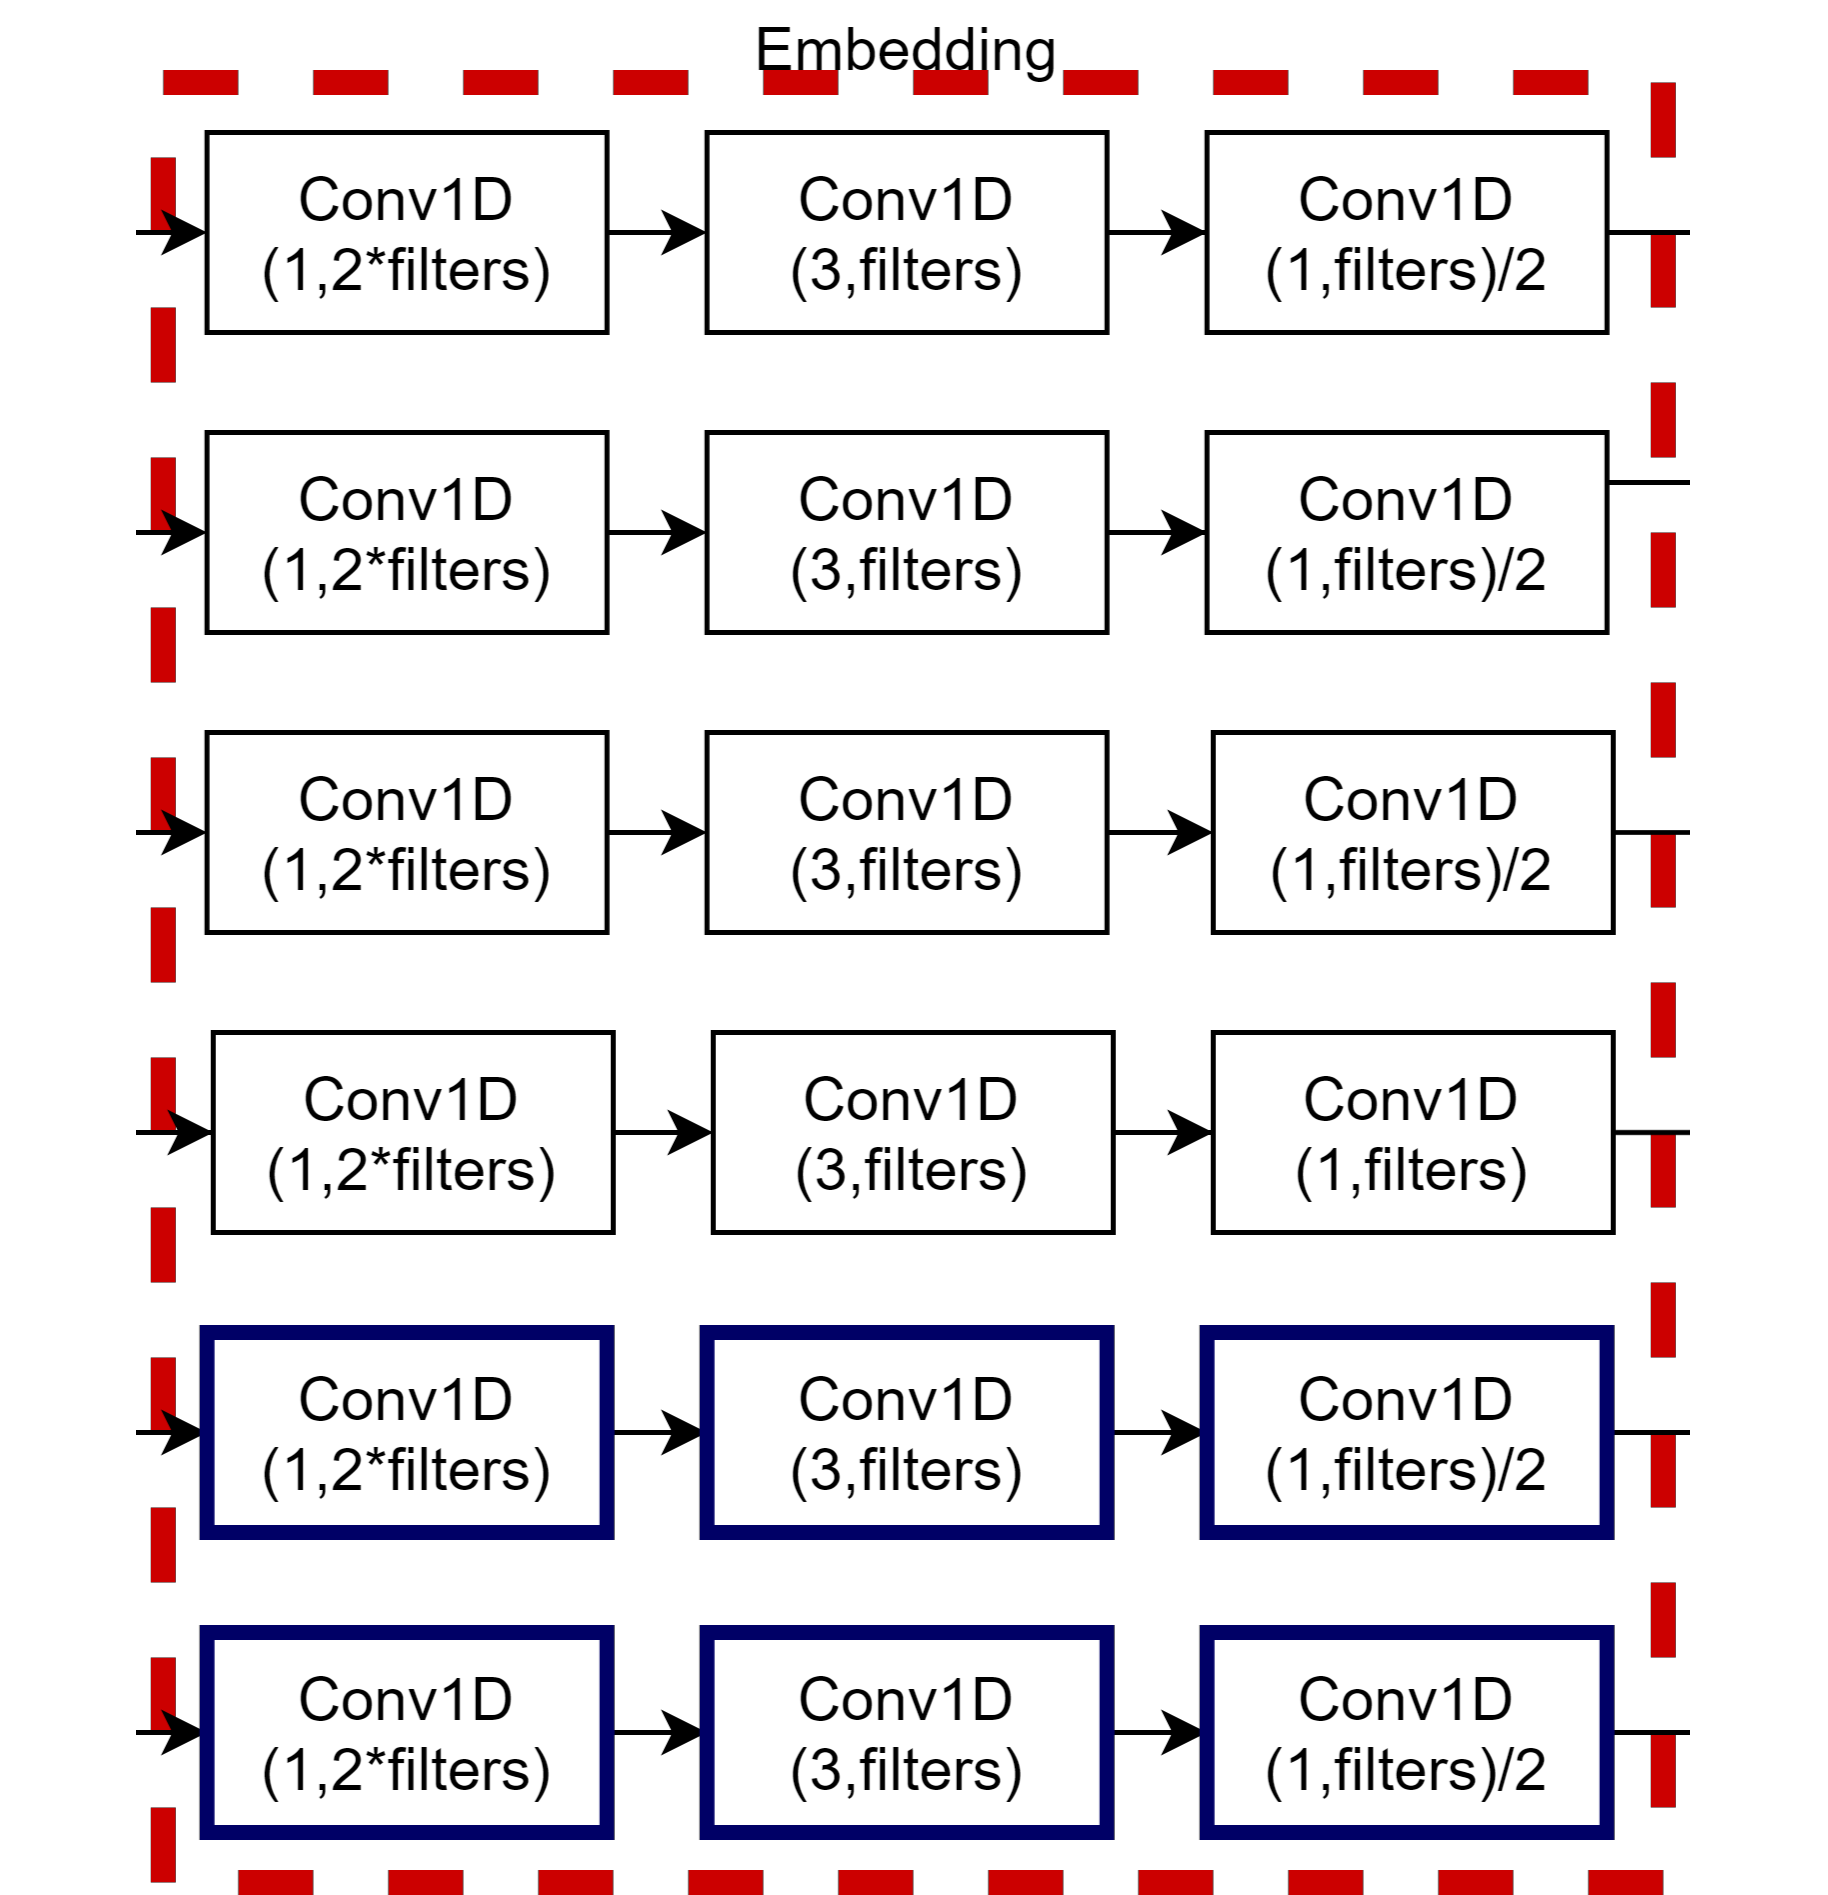 Embedding
Conv1D
(1,2*filters)
Conv1D
(3,filters)
Conv1D
(1,filters)/2
Conv1D
(1,2*filters)
Conv1D
(3,filters)
Conv1D
(1,filters)/2
Conv1D
(1,2*filters)
Conv1D
(3,filters)
Conv1D
(1,filters)/2
Conv1D
(1,2*filters)
Conv1D
(3,filters)
Conv1D
(1,filters)
Conv1D
(1,2*filters)
Conv1D
(3,filters)
Conv1D
(1,filters)/2
Conv1D
(1,2*filters)
Conv1D
(3,filters)
Conv1D
(1,filters)/2